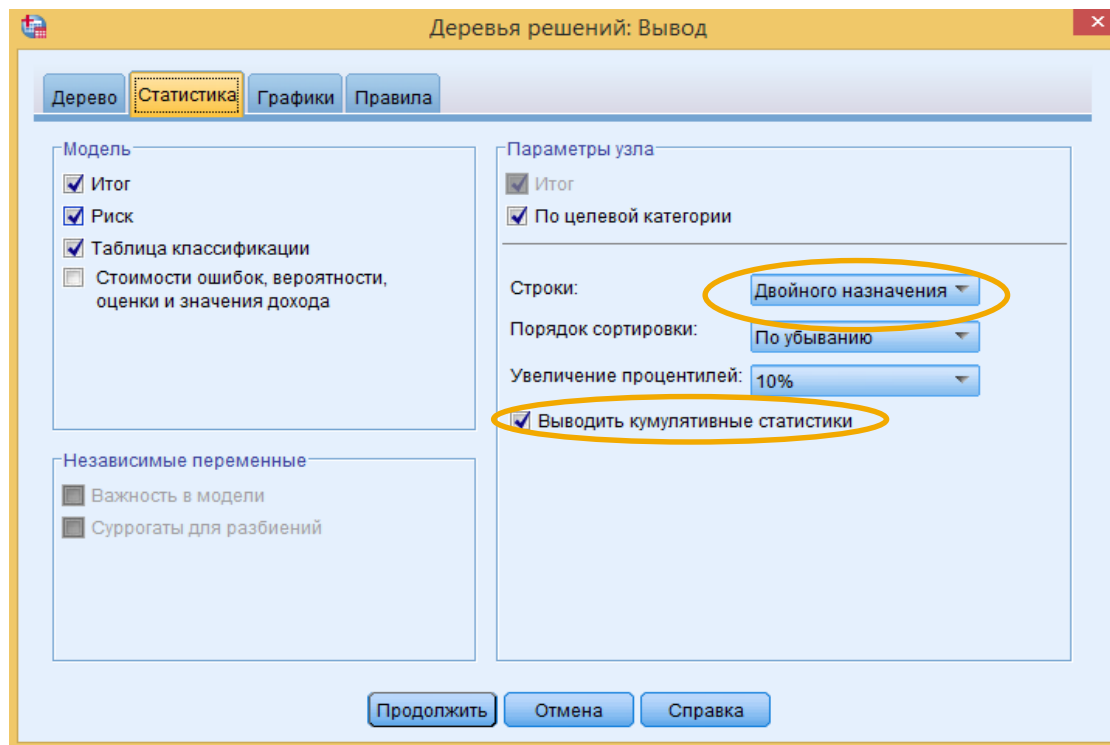 Деревья решений: Вывод
Дерево Статистика Графики Правила
Модель
Итог
Риск
Таблица классификации
Стоимости ошибок, вероятности,
оценки и значения дохода
Независимые переменные
Важность в модели
Суррогаты для разбиений
Параметры узла
Итог
По целевой категории
Строки: Двойного назначения
Порядок сортировки: По убыванию
Увеличение процентилей: 10%
Выводить кумулятивные статистики
Продолжить Отмена Справка